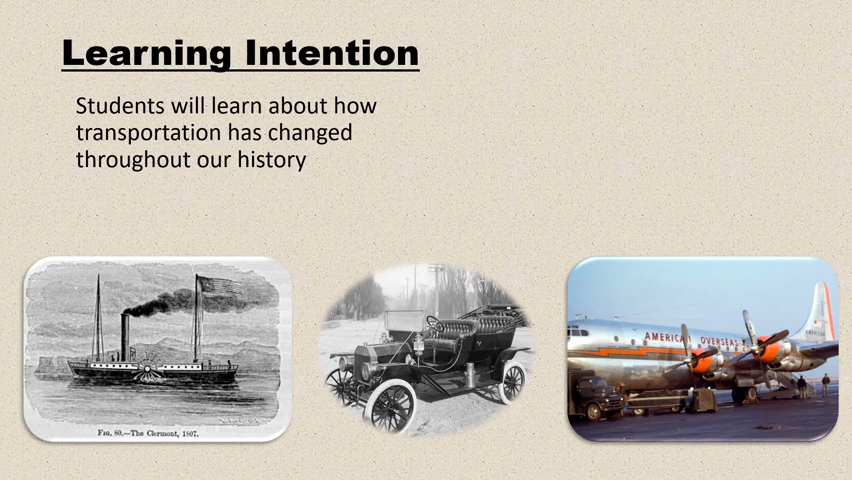 Learning Intention
Students will learn about how
transportation has changed
throughout our history
FIG. 80.—The Clermont, 1807.
AMERICAN OVERSEAS